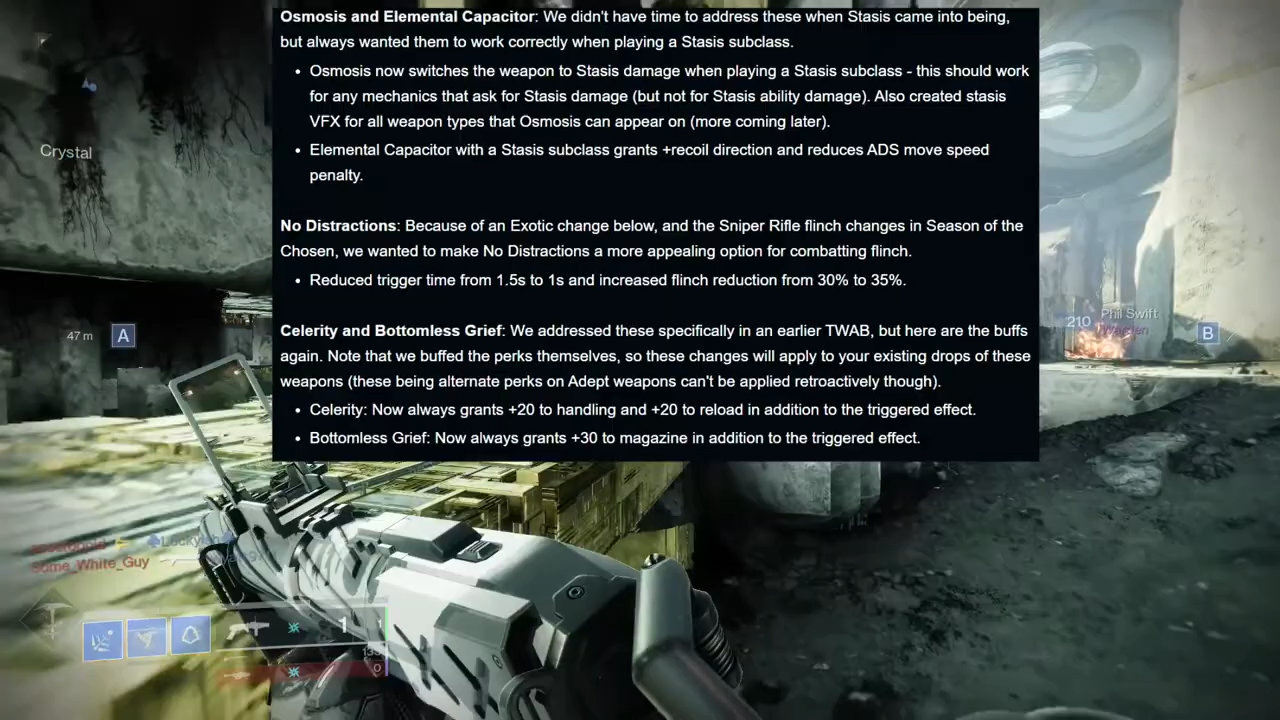 Osmosis and Elemental Capacitor: We didn't have time to address these when Stasis came into being,
but always wanted them to work correctly when playing a Stasis subclass.
• Osmosis now switches the weapon to Stasis damage when playing a Stasis subclass - this should work
for any mechanics that ask for Stasis damage (but not for Stasis ability damage). Also created stasis
VFX for all weapon types that Osmosis can appear on (more coming later).
• Elemental Capacitor with a Stasis subclass grants +recoil direction and reduces ADS move speed
penalty.
No Distractions: Because of an Exotic change below, and the Sniper Rifle flinch changes in Season of the
Chosen, we wanted to make No Distractions a more appealing option for combatting flinch.
• Reduced trigger time from 1.5s to 1s and increased flinch reduction from 30% to 35%.
Celerity and Bottomless Grief: We addressed these specifically in an earlier TWAB, but here are the buffs
again. Note that we buffed the perks themselves, so these changes will apply to your existing drops of these
weapons (these being alternate perks on Adept weapons can't be applied retroactively though).
• Celerity: Now always grants +20 to handling and +20 to reload in addition to the triggered effect.
• Bottomless Grief: Now always grants +30 to magazine in addition to the triggered effect.
Crystal
47 m
A
210
Phil Swift
Warden
B
Some_White_Guy
1
1
0